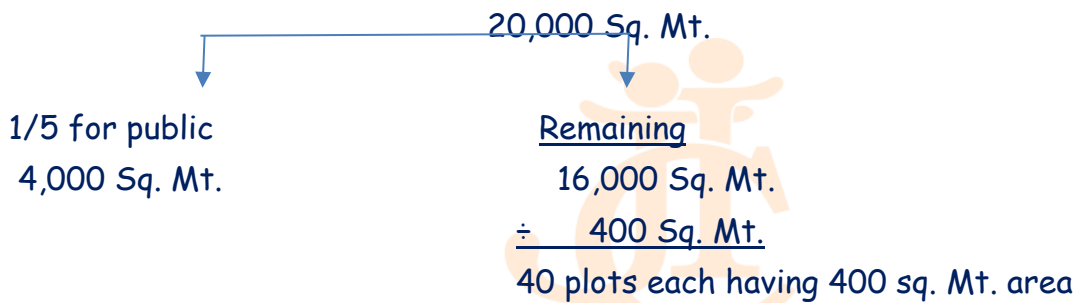 20,000 Sq. Mt.
1/5 for public
4,000 Sq. Mt.
Remaining
16,000 Sq. Mt.
÷ 400 Sq. Mt.
40 plots each having 400 sq. Mt. area